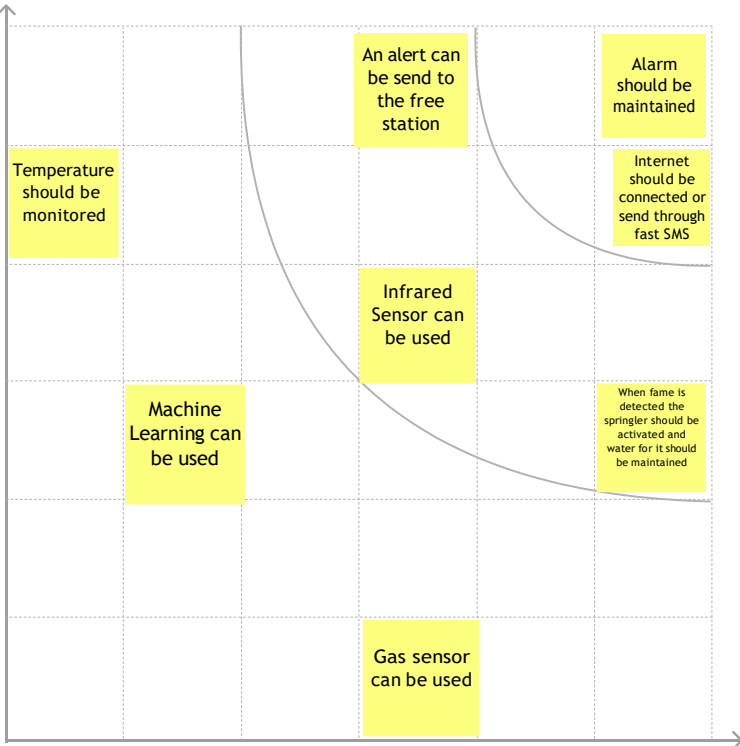 An alert can
be send to
the free
station
Alarm
should be
maintained
Temperature
should be
monitored
Internet
should be
connected or
send through
fast SMS
Infrared
Sensor can
be used
Machine
Learning can
be used
When fame is
detected the
springler should be
activated and
water for it should
be maintained
Gas sensor
can be used